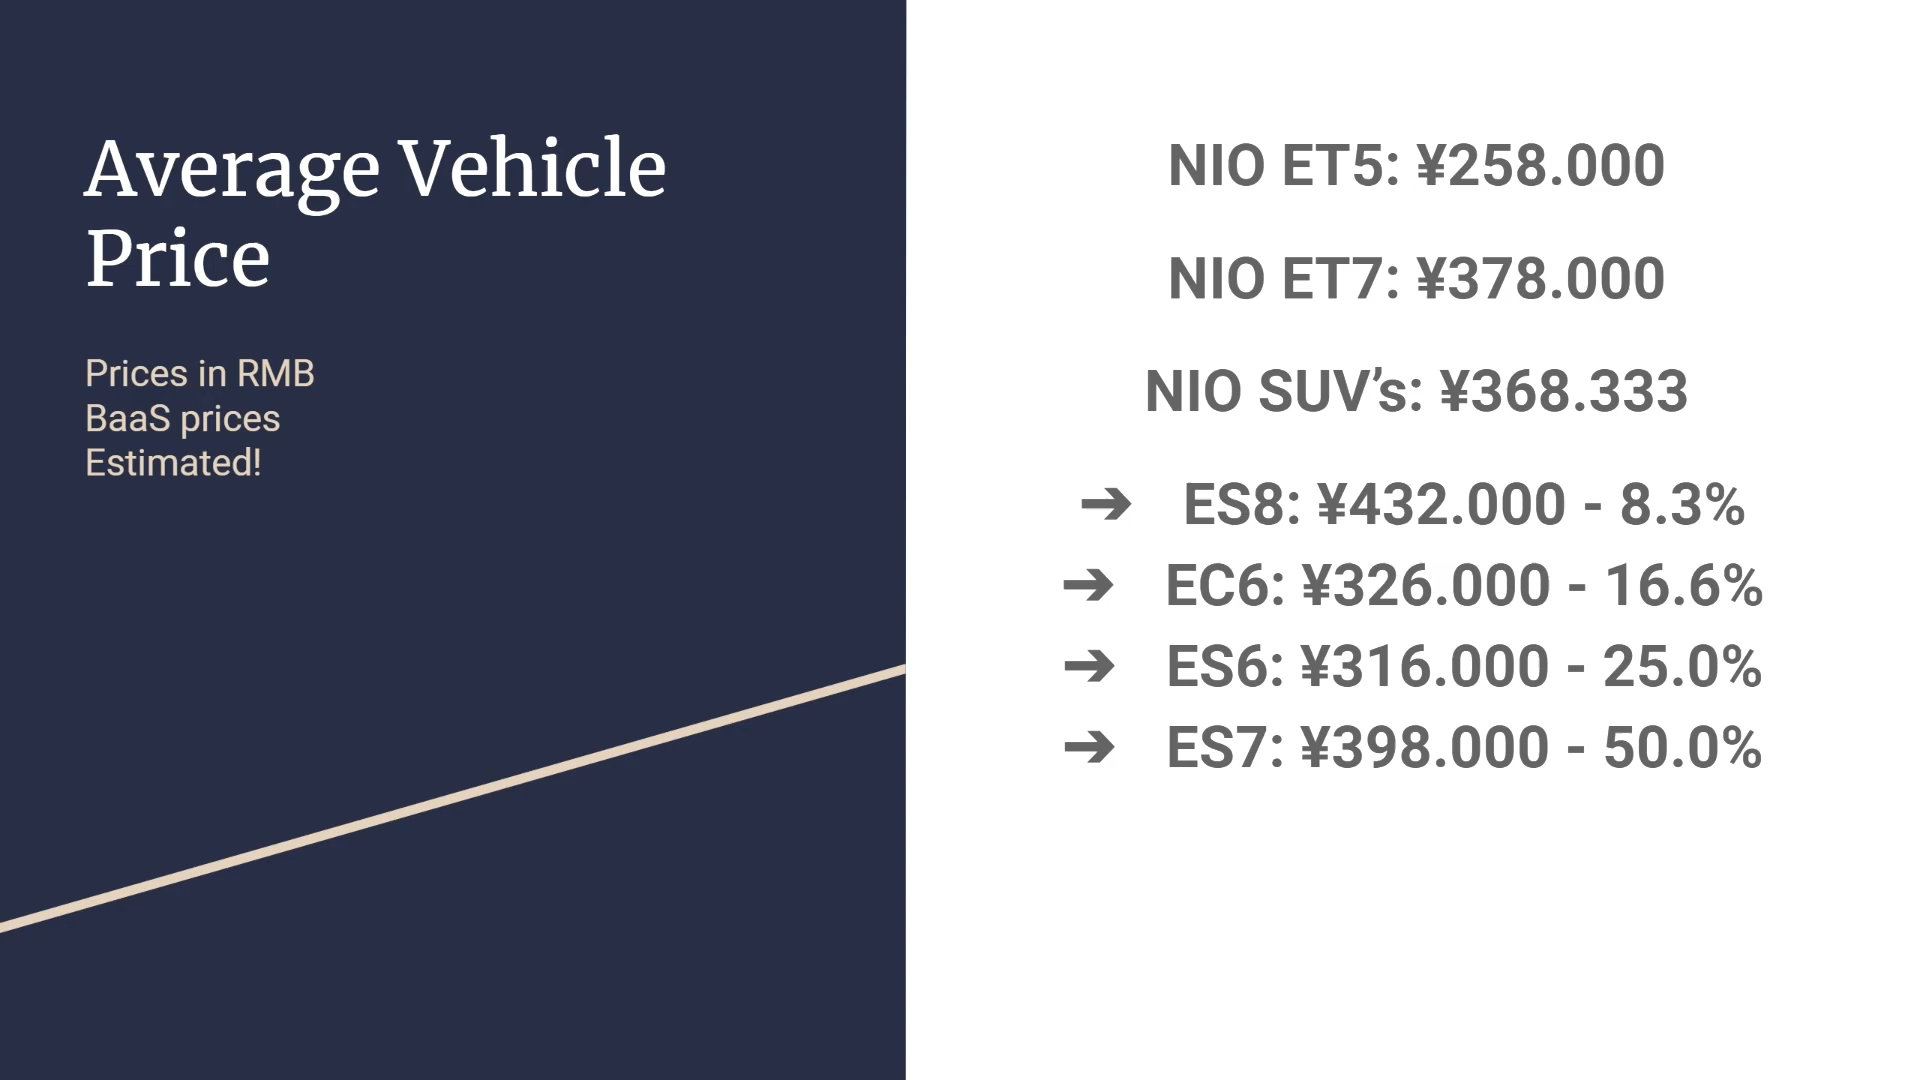 Average Vehicle
Price
Prices in RMB
BaaS prices
Estimated!
NIO ET5: ¥258.000
NIO ET7: ¥378.000
NIO SUV’s: ¥368.333
➔ ES8: ¥432.000 - 8.3%
➔ EC6: ¥326.000 - 16.6%
➔ ES6: ¥316.000 - 25.0%
➔ ES7: ¥398.000 - 50.0%